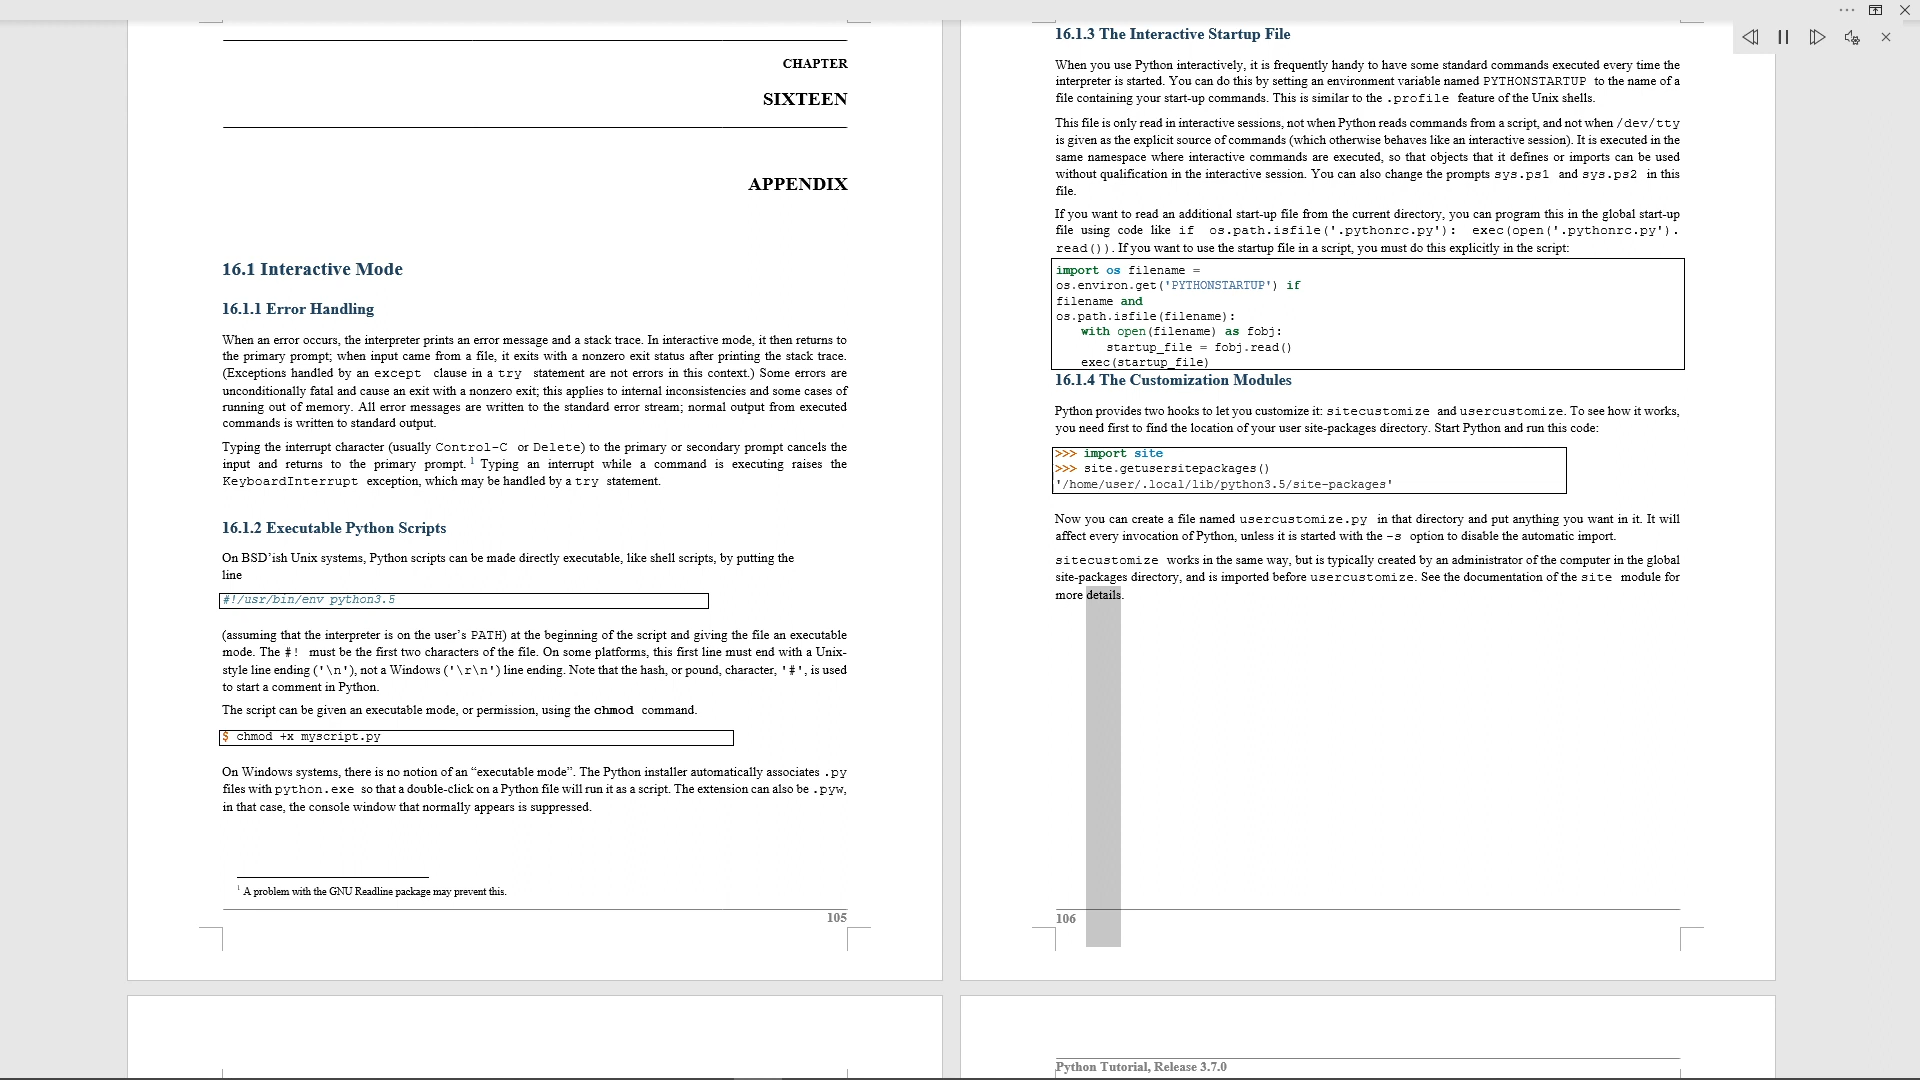 CHAPTER
SIXTEEN
APPENDIX
16.1 Interactive Mode
16.1.1 Error Handling
When an error occurs, the interpreter prints an error message and a stack trace. In interactive mode, it then returns to
the primary prompt; when input came from a file, it exits with a nonzero exit status after printing the stack trace.
(Exceptions handled by an except clause in a try statement are not errors in this context.) Some errors are
unconditionally fatal and cause an exit with a nonzero exit; this applies to internal inconsistencies and some cases of
running out of memory. All error messages are written to the standard error stream; normal output from executed
commands is written to standard output.
Typing the interrupt character (usually Control-C or Delete) to the primary or secondary prompt cancels the
input and returns to the primary prompt. 1 Typing an interrupt while a command is executing raises the
KeyboardInterrupt exception, which may be handled by a try statement.
16.1.2 Executable Python Scripts
On BSD’ish Unix systems, Python scripts can be made directly executable, like shell scripts, by putting the
line
#!/usr/bin/env python3.5
(assuming that the interpreter is on the user’s PATH) at the beginning of the script and giving the file an executable
mode. The #! must be the first two characters of the file. On some platforms, this first line must end with a Unix-
style line ending ('\n'), not a Windows ('\r\n') line ending. Note that the hash, or pound, character, '#', is used
to start a comment in Python.
The script can be given an executable mode, or permission, using the chmod command.
$ chmod +x myscript.py
On Windows systems, there is no notion of an “executable mode”. The Python installer automatically associates .py
files with python.exe so that a double-click on a Python file will run it as a script. The extension can also be .pyw,
in that case, the console window that normally appears is suppressed.
1 A problem with the GNU Readline package may prevent this.
105
16.1.3 The Interactive Startup File
When you use Python interactively, it is frequently handy to have some standard commands executed every time the
interpreter is started. You can do this by setting an environment variable named PYTHONSTARTUP to the name of a
file containing your start-up commands. This is similar to the .profile feature of the Unix shells.
This file is only read in interactive sessions, not when Python reads commands from a script, and not when /dev/tty
is given as the explicit source of commands (which otherwise behaves like an interactive session). It is executed in the
same namespace where interactive commands are executed, so that objects that it defines or imports can be used
without qualification in the interactive session. You can also change the prompts sys.ps1 and sys.ps2 in this
file.
If you want to read an additional start-up file from the current directory, you can program this in the global start-up
file using code like if os.path.isfile('.pythonrc.py'): exec(open('.pythonrc.py').
read()). If you want to use the startup file in a script, you must do this explicitly in the script:
import os filename =
os.environ.get('PYTHONSTARTUP') if
filename and
os.path.isfile(filename):
with open(filename) as fobj:
startup_file = fobj.read()
exec(startup_file)
16.1.4 The Customization Modules
Python provides two hooks to let you customize it: sitecustomize and usercustomize. To see how it works,
you need first to find the location of your user site-packages directory. Start Python and run this code:
>>> import site
>>> site.getusersitepackages()
'/home/user/.local/lib/python3.5/site-packages'
Now you can create a file named usercustomize.py in that directory and put anything you want in it. It will
affect every invocation of Python, unless it is started with the -s option to disable the automatic import.
sitecustomize works in the same way, but is typically created by an administrator of the computer in the global
site-packages directory, and is imported before usercustomize. See the documentation of the site module for
more details.
106
Python Tutorial, Release 3.7.0